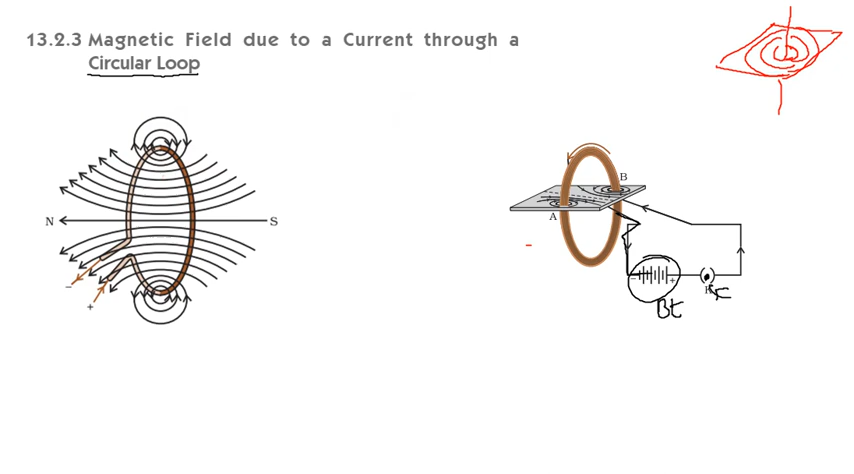 13.2.3 Magnetic Field due to a Current through a
Circular Loop
N
S
−
+
B
A
−
− +
Bt